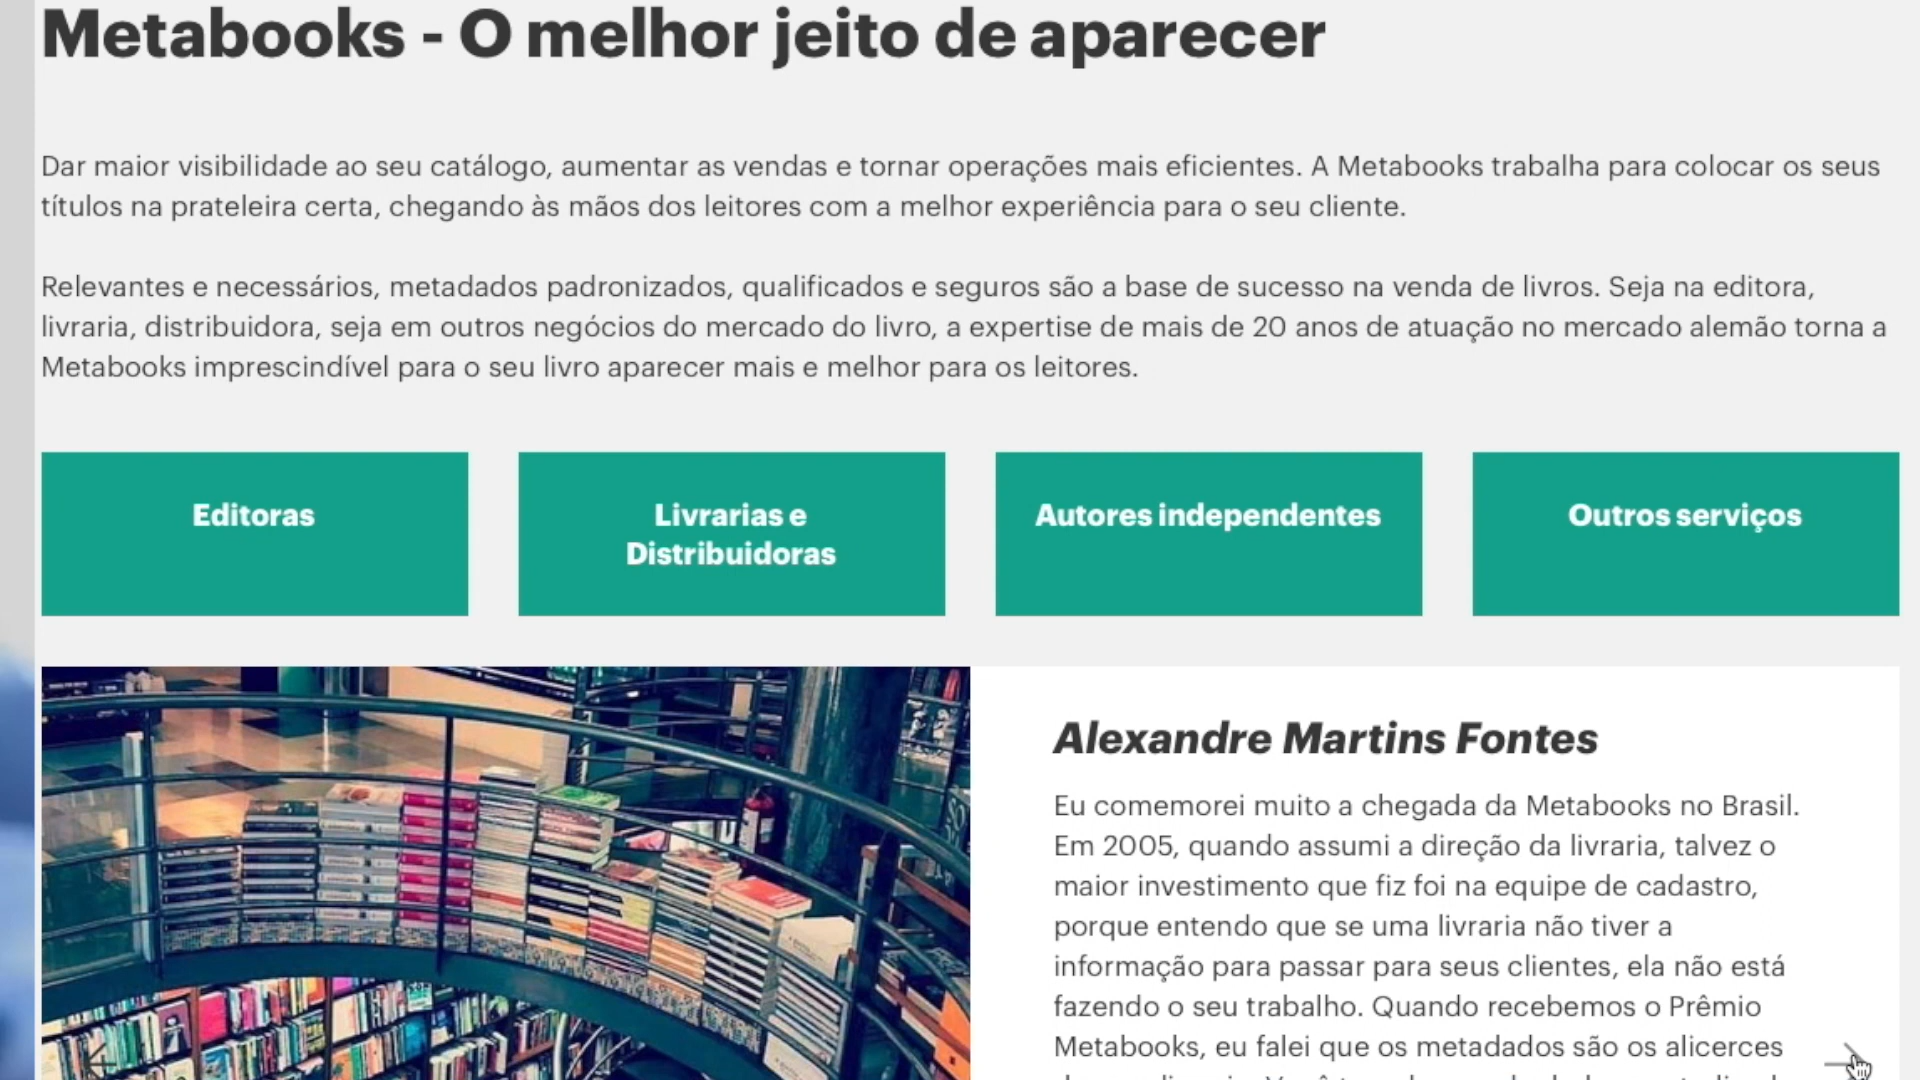 Metabooks - O melhor jeito de aparecer
Dar maior visibilidade ao seu catálogo, aumentar as vendas e tornar operações mais eficientes. A Metabooks trabalha para colocar os seus
títulos na prateleira certa, chegando às mãos dos leitores com a melhor experiência para o seu cliente.
Relevantes e necessários, metadados padronizados, qualificados e seguros são a base de sucesso na venda de livros. Seja na editora,
livraria, distribuidora, seja em outros negócios do mercado do livro, a expertise de mais de 20 anos de atuação no mercado alemão torna a
Metabooks imprescindível para o seu livro aparecer mais e melhor para os leitores.
Editoras
Livrarias e
Distribuidoras
Autores independentes
Outros serviços
Alexandre Martins Fontes
Eu comemorei muito a chegada da Metabooks no Brasil.
Em 2005, quando assumi a direção da livraria, talvez o
maior investimento que fiz foi na equipe de cadastro,
porque entendo que se uma livraria não tiver a
informação para passar para seus clientes, ela não está
fazendo o seu trabalho. Quando recebemos o Prêmio
Metabooks, eu falei que os metadados são os alicerces